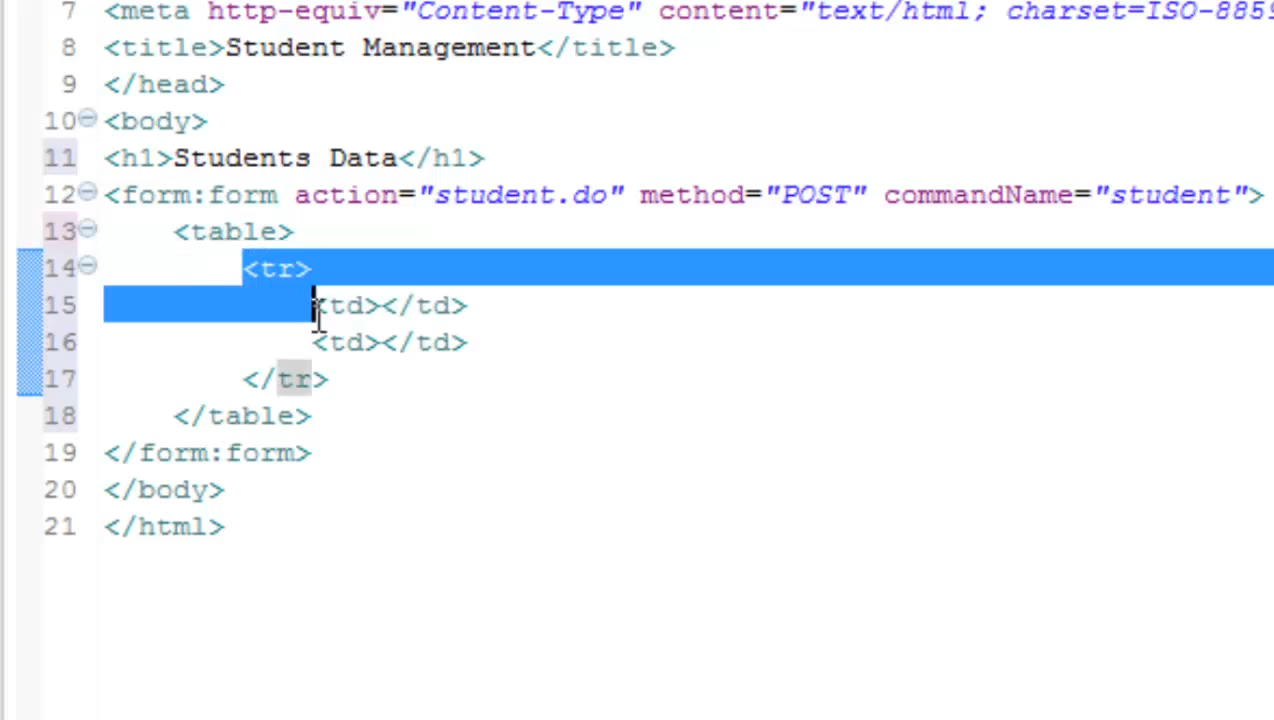 7 <meta http-equiv="Content-Type" content="text/html; charset=ISO-8859
8 <title>Student Management</title>
9 </head>
10 <body>
11 <h1>Students Data</h1>
12 <form:form action="student.do" method="POST" commandName="student">
13 <table>
14 <tr>
15 <td></td>
16 <td></td>
17 </tr>
18 </table>
19 </form:form>
20 </body>
21 </html>